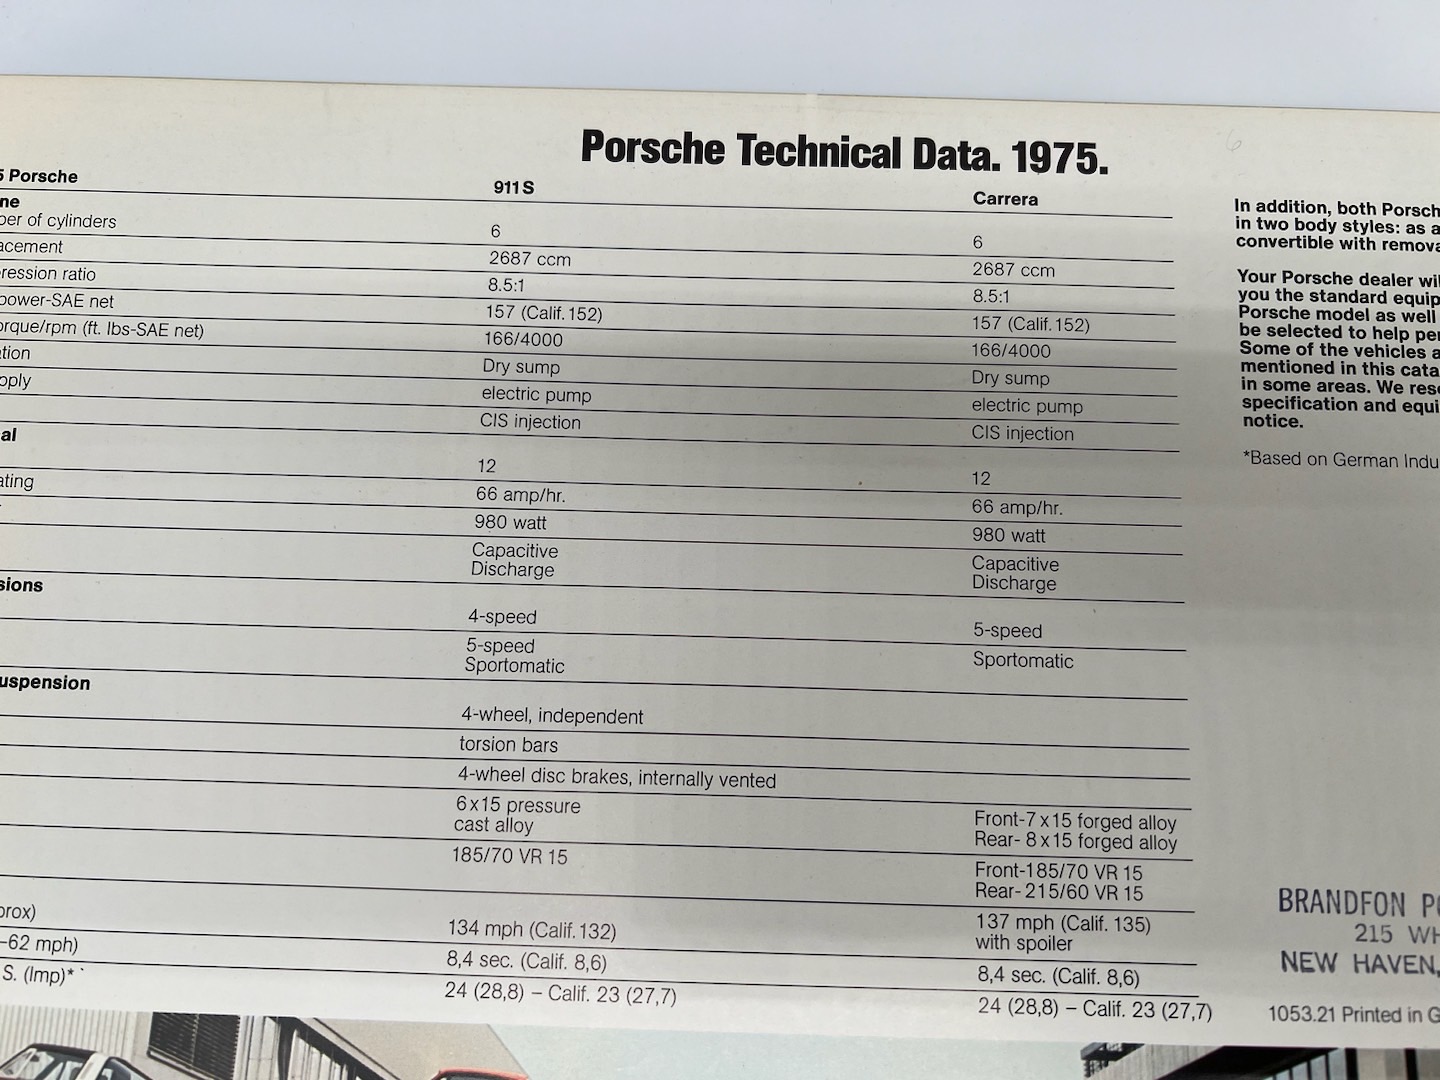 Porsche Technical Data. 1975.
5 Porsche 911 S Carrera
ne
ber of cylinders 6 6
acement 2687 ccm 2687 ccm
ression ratio 8.5:1 8.5:1
power-SAE net 157 (Calif. 152) 157 (Calif. 152)
orque/rpm (ft. lbs-SAE net) 166/4000 166/4000
ation Dry sump Dry sump
pply electric pump electric pump
CIS injection CIS injection
al
12 12
ating 66 amp/hr. 66 amp/hr.
980 watt 980 watt
Capacitive Capacitive
Discharge Discharge
sions
4-speed 5-speed
5-speed Sportomatic
Sportomatic
uspension
4-wheel, independent
torsion bars
4-wheel disc brakes, internally vented
6x15 pressure Front-7x15 forged alloy
cast alloy Rear- 8x15 forged alloy
185/70 VR 15 Front-185/70 VR 15
Rear- 215/60 VR 15
prox) 134 mph (Calif. 132) 137 mph (Calif. 135)
with spoiler
–62 mph) 8,4 sec. (Calif. 8,6) 8,4 sec. (Calif. 8,6)
S. (Imp)* 24 (28,8) – Calif. 23 (27,7) 24 (28,8) – Calif. 23 (27,7)
6
In addition, both Porsch
in two body styles: as a
convertible with remova
Your Porsche dealer wil
you the standard equip
Porsche model as well
be selected to help per
Some of the vehicles a
mentioned in this cata
in some areas. We rese
specification and equi
notice.
*Based on German Indu
BRANDFON PO
215 WH
NEW HAVEN,
1053.21 Printed in G